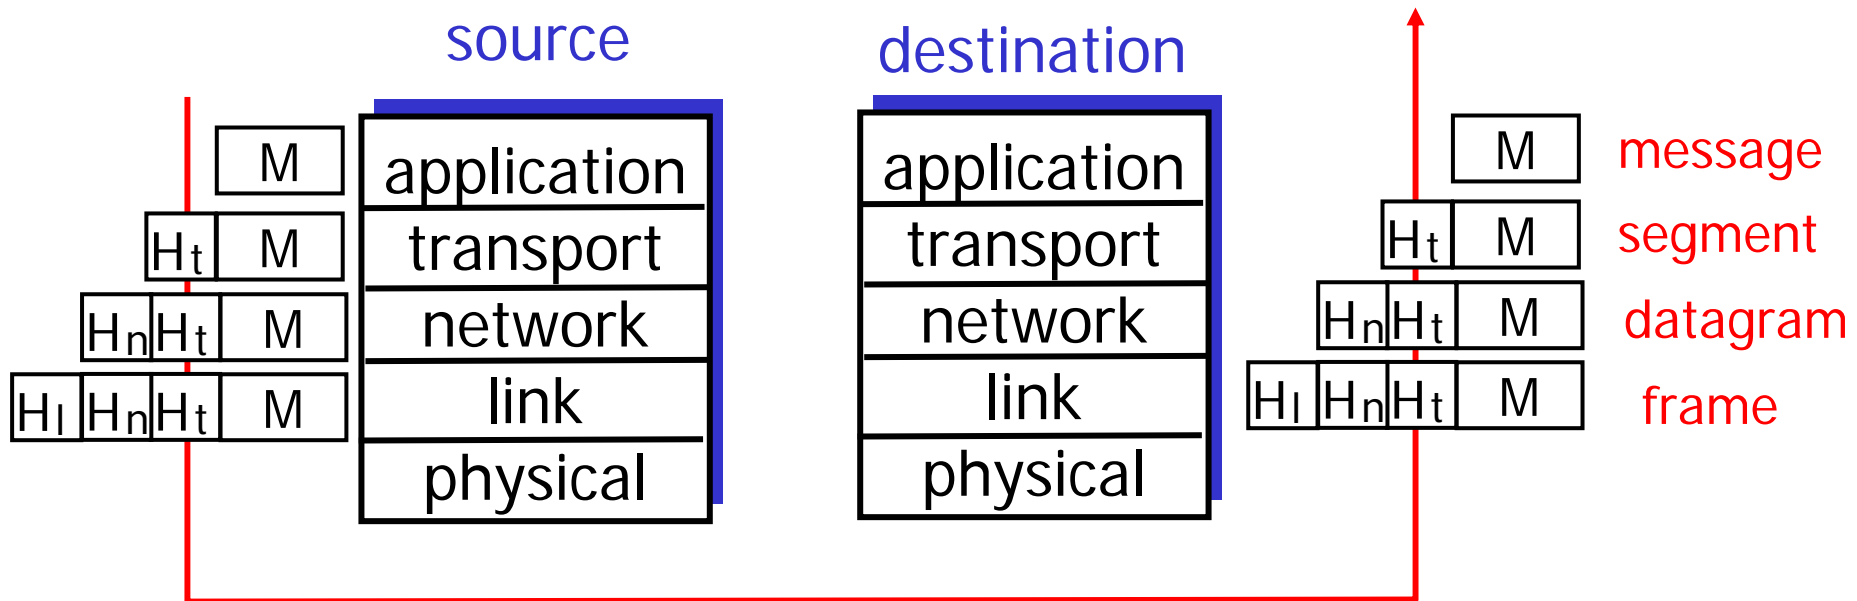 source destination
M application application M message
Ht M transport transport Ht M segment
Hn Ht M network network Hn Ht M datagram
Hl Hn Ht M link link Hl Hn Ht M frame
physical physical